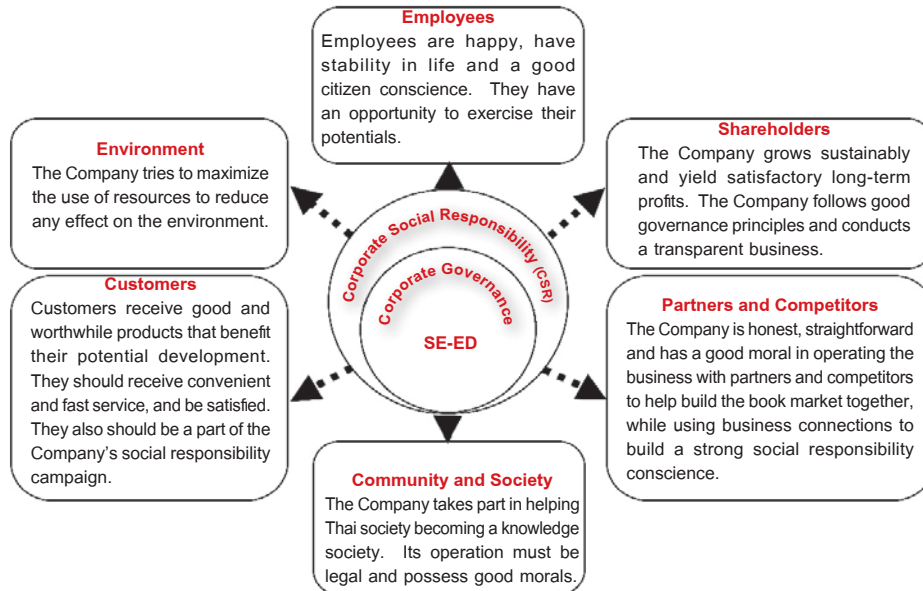 Employees
Employees are happy, have
stability in life and a good
citizen conscience. They have
an opportunity to exercise their
potentials.
Environment
The Company tries to maximize
the use of resources to reduce
any effect on the environment.
Shareholders
The Company grows sustainably
and yield satisfactory long-term
profits. The Company follows good
governance principles and conducts
a transparent business.
Corporate Social Responsibility (CSR)
Corporate Governance
SE-ED
Customers
Customers receive good and
worthwhile products that benefit
their potential development.
They should receive convenient
and fast service, and be satisfied.
They also should be a part of the
Company's social responsibility
campaign.
Partners and Competitors
The Company is honest, straightforward
and has a good moral in operating the
business with partners and competitors
to help build the book market together,
while using business connections to
build a strong social responsibility
conscience.
Community and Society
The Company takes part in helping
Thai society becoming a knowledge
society. Its operation must be
legal and possess good morals.